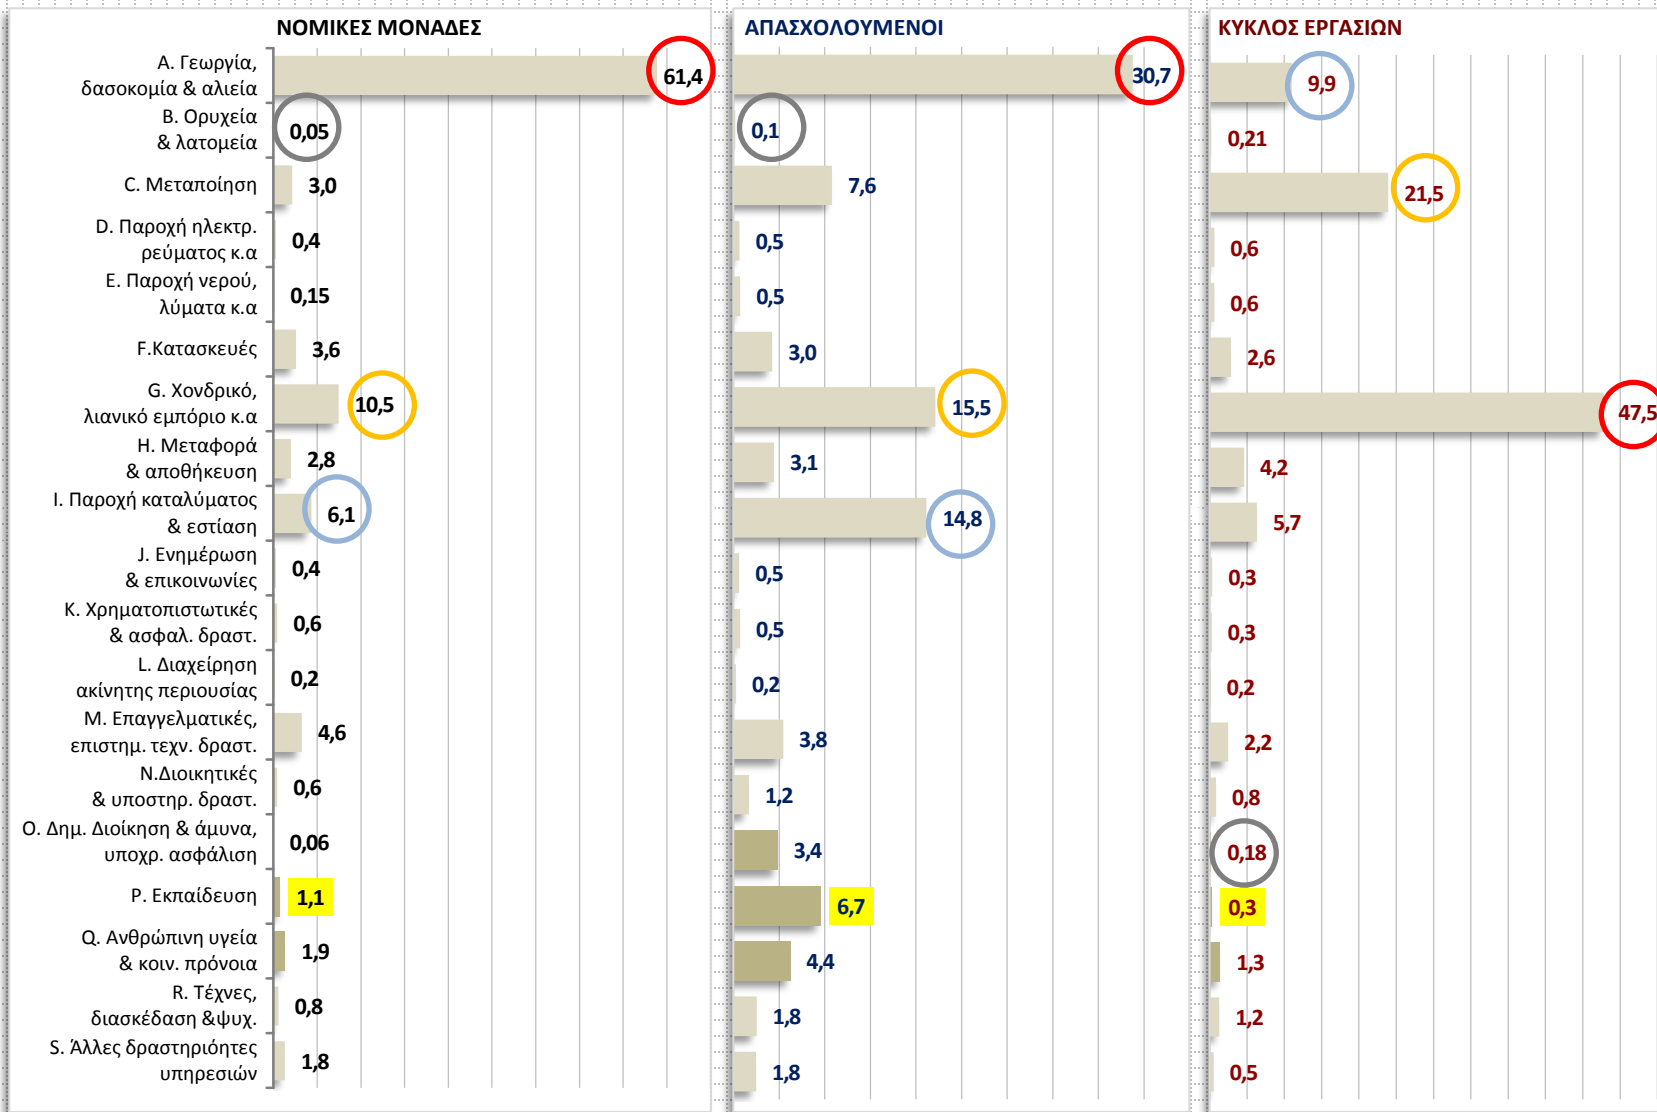 ΝΟΜΙΚΕΣ ΜΟΝΑΔΕΣ
ΑΠΑΣΧΟΛΟΥΜΕΝΟΙ
ΚΥΚΛΟΣ ΕΡΓΑΣΙΩΝ
A. Γεωργία,
δασοκομία & αλιεία
61,4
30,7
9,9
B. Ορυχεία
& λατομεία
0,05
0,1
0,21
C. Μεταποίηση
3,0
7,6
21,5
D. Παροχή ηλεκτρ.
ρεύματος κ.α
0,4
0,5
0,6
E. Παροχή νερού,
λύματα κ.α
0,15
0,5
0,6
F.Κατασκευές
3,6
3,0
2,6
G. Χονδρικό,
λιανικό εμπόριο κ.α
10,5
15,5
47,5
H. Μεταφορά
& αποθήκευση
2,8
3,1
4,2
I. Παροχή καταλύματος
& εστίαση
6,1
14,8
5,7
J. Ενημέρωση
& επικοινωνίες
0,4
0,5
0,3
K. Χρηματοπιστωτικές
& ασφαλ. δραστ.
0,6
0,5
0,3
L. Διαχείρηση
ακίνητης περιουσίας
0,2
0,2
0,2
M. Επαγγελματικές,
επιστημ. τεχν. δραστ.
4,6
3,8
2,2
N.Διοικητικές
& υποστηρ. δραστ.
0,6
1,2
0,8
O. Δημ. Διοίκηση & άμυνα,
υποχρ. ασφάλιση
0,06
3,4
0,18
P. Εκπαίδευση
1,1
6,7
0,3
Q. Ανθρώπινη υγεία
& κοιν. πρόνοια
1,9
4,4
1,3
R. Τέχνες,
διασκέδαση &ψυχ.
0,8
1,8
1,2
S. Άλλες δραστηριόητες
υπηρεσιών
1,8
1,8
0,5